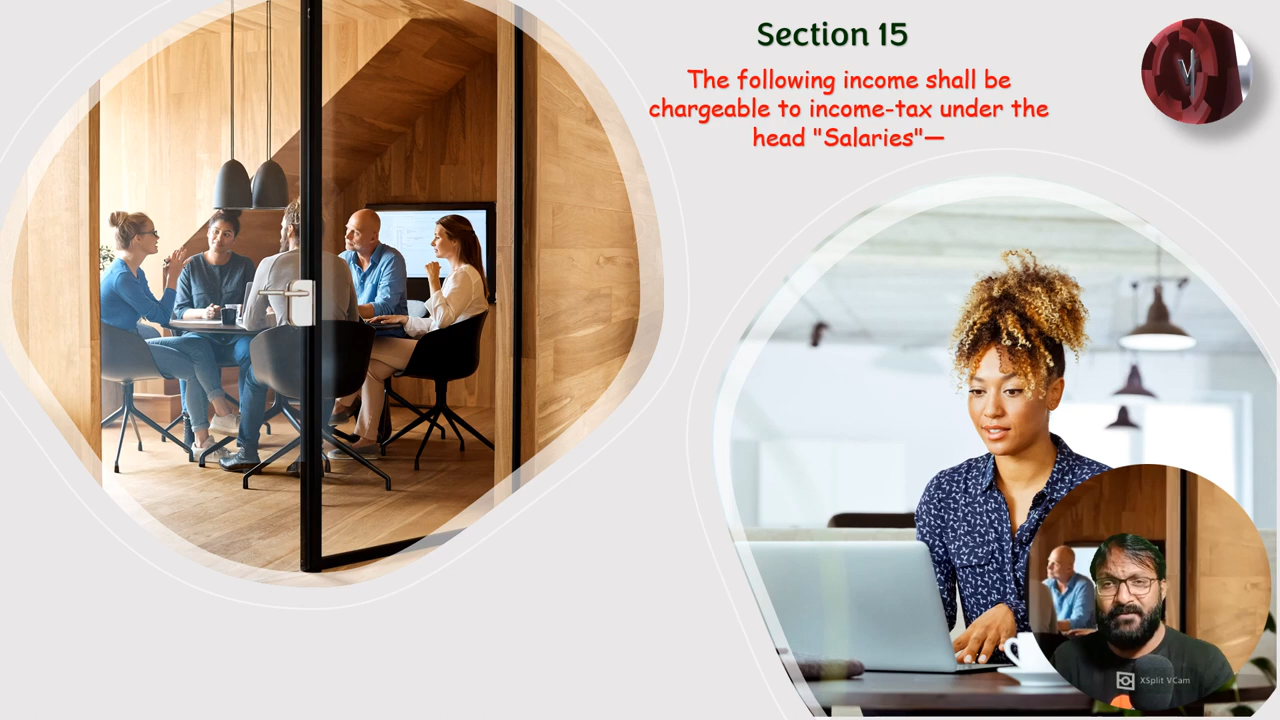 Section 15
The following income shall be
chargeable to income-tax under the
head "Salaries"—
XSplit VCam